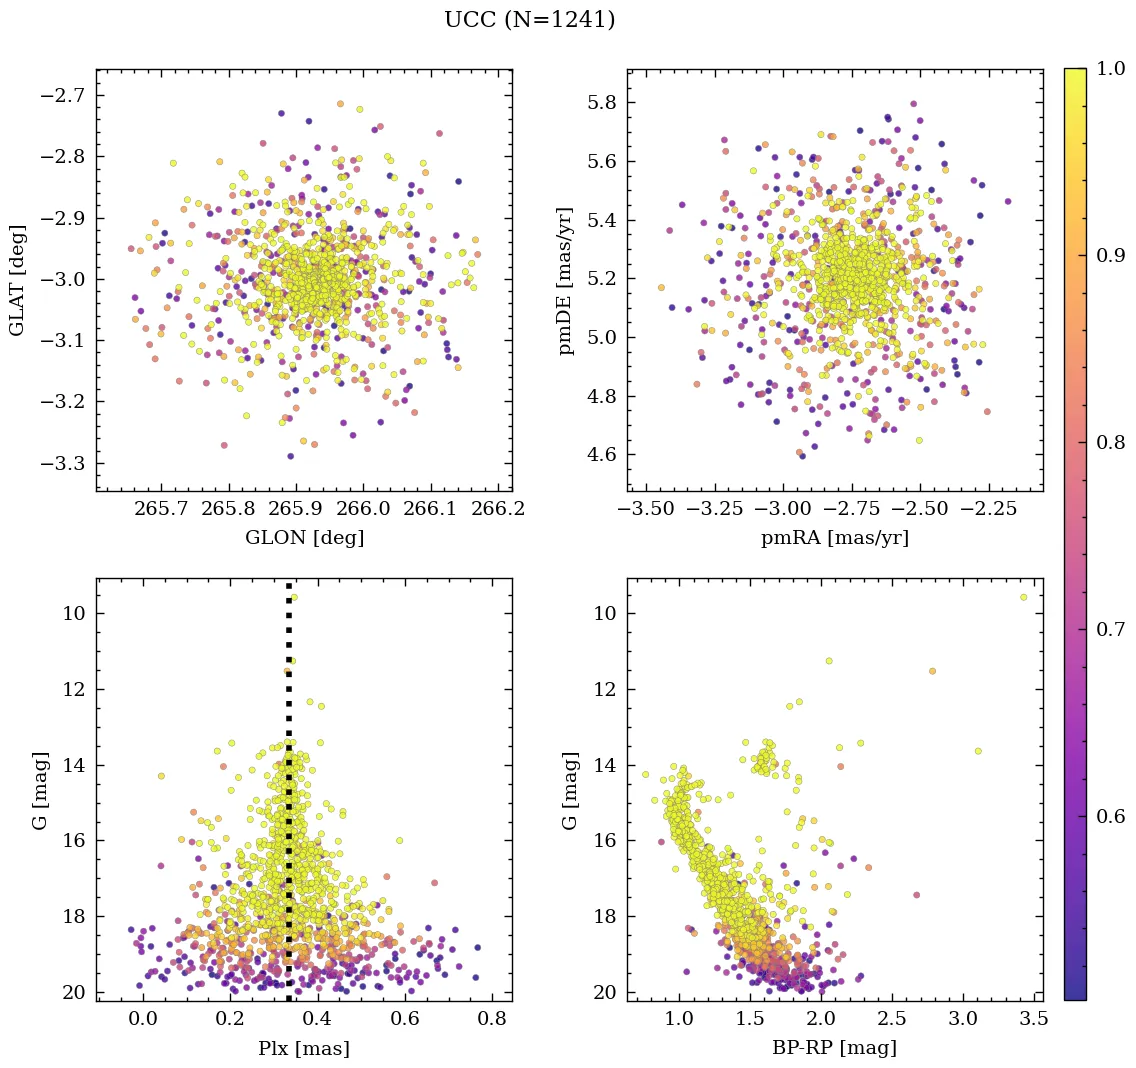 UCC (N=1241)
−2.7
−2.8
−2.9
−3.0
−3.1
−3.2
−3.3
GLAT [deg]
265.7 265.8 265.9 266.0 266.1 266.2
GLON [deg]
5.8
5.6
5.4
5.2
5.0
4.8
4.6
pmDE [mas/yr]
−3.50 −3.25 −3.00 −2.75 −2.50 −2.25
pmRA [mas/yr]
10
12
14
16
18
20
G [mag]
0.0 0.2 0.4 0.6 0.8
Plx [mas]
10
12
14
16
18
20
G [mag]
1.0 1.5 2.0 2.5 3.0 3.5
BP-RP [mag]
1.0
0.9
0.8
0.7
0.6